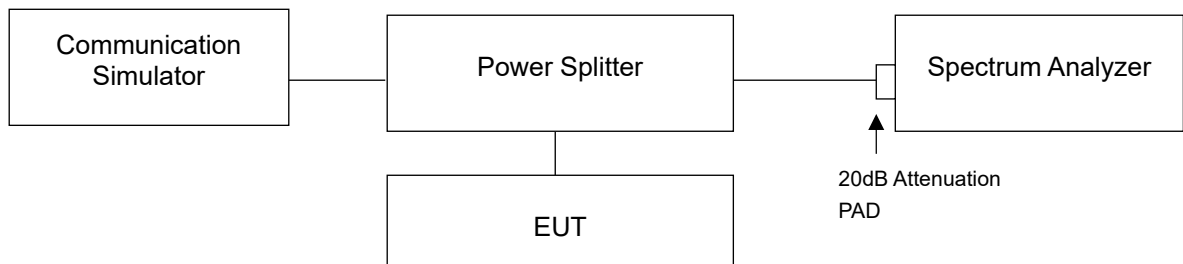 Communication
Simulator
Power Splitter
Spectrum Analyzer
20dB Attenuation
PAD
EUT